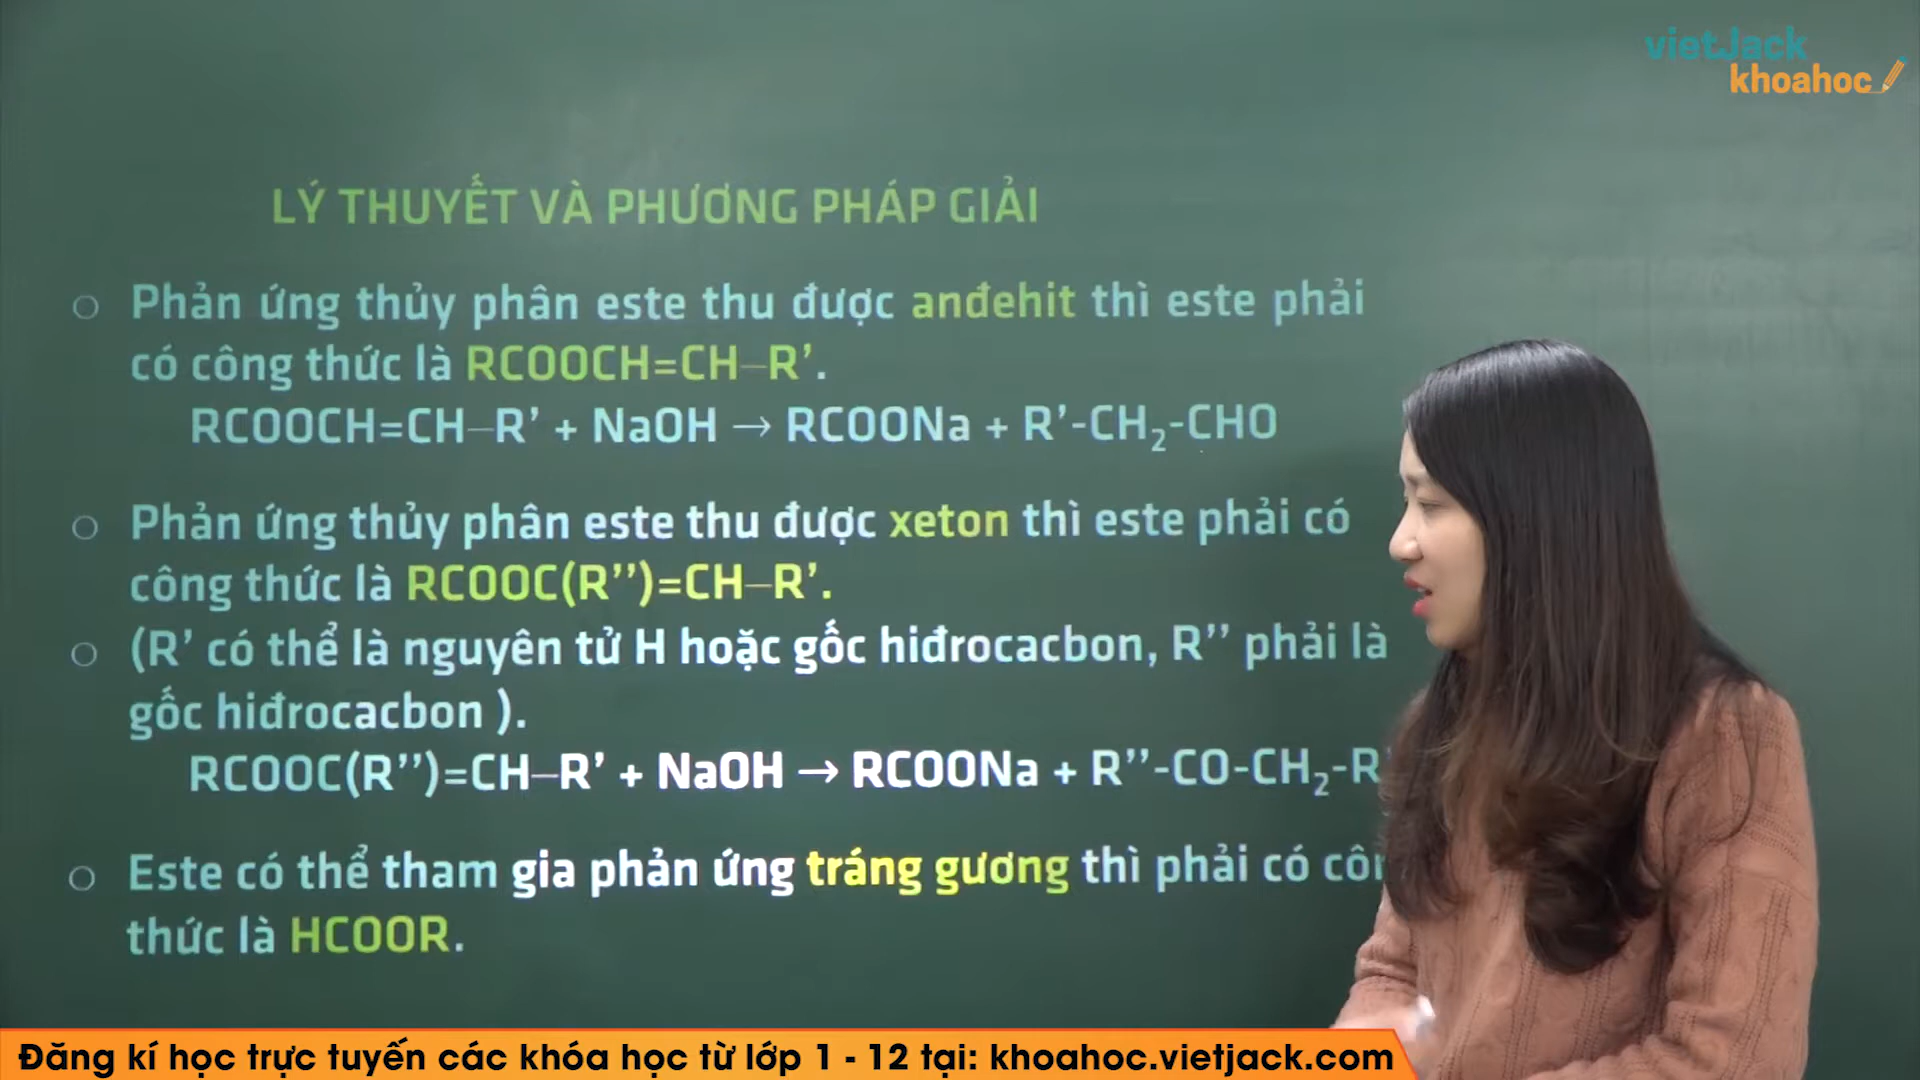 vietJack
khoahoc
LÝ THUYẾT VÀ PHƯƠNG PHÁP GIẢI
Phản ứng thủy phân este thu được anđehit thì este phải
có công thức là RCOOCH=CH–R’.
RCOOCH=CH–R’ + NaOH → RCOONa + R’-CH₂-CHO
Phản ứng thủy phân este thu được xeton thì este phải có
công thức là RCOOC(R’’)=CH–R’.
(R’ có thể là nguyên tử H hoặc gốc hiđrocacbon, R’’ phải là
gốc hiđrocacbon ).
RCOOC(R’’)=CH–R’ + NaOH → RCOONa + R’’-CO-CH₂-R’
Este có thể tham gia phản ứng tráng gương thì phải có
thức là HCOOR.
Đăng kí học trực tuyến các khóa học từ lớp 1 - 12 tại: khoahoc.vietjack.com